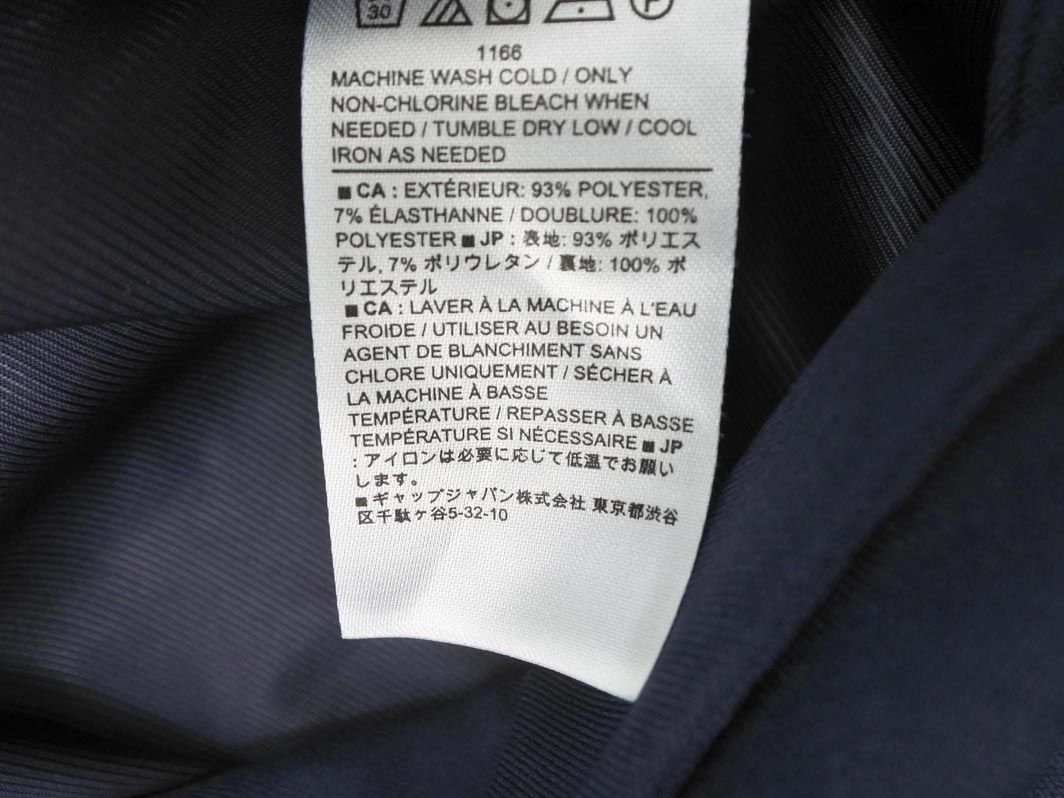 30
1166
MACHINE WASH COLD / ONLY
NON-CHLORINE BLEACH WHEN
NEEDED / TUMBLE DRY LOW / COOL
IRON AS NEEDED
■ CA : EXTÉRIEUR: 93% POLYESTER,
7% ÉLASTHANNE / DOUBLURE: 100%
POLYESTER ■ JP : 表地: 93% ポリエス
テル, 7% ポリウレタン / 裏地: 100% ポ
リエステル
■ CA : LAVER À LA MACHINE À L'EAU
FROIDE / UTILISER AU BESOIN UN
AGENT DE BLANCHIMENT SANS
CHLORE UNIQUEMENT / SÉCHER À
LA MACHINE À BASSE
TEMPÉRATURE / REPASSER À BASSE
TEMPÉRATURE SI NÉCESSAIRE ■ JP
: アイロンは必要に応じて低温でお願い
します。
■ ギャップジャパン株式会社 東京都渋谷
区千駄ヶ谷5-32-10